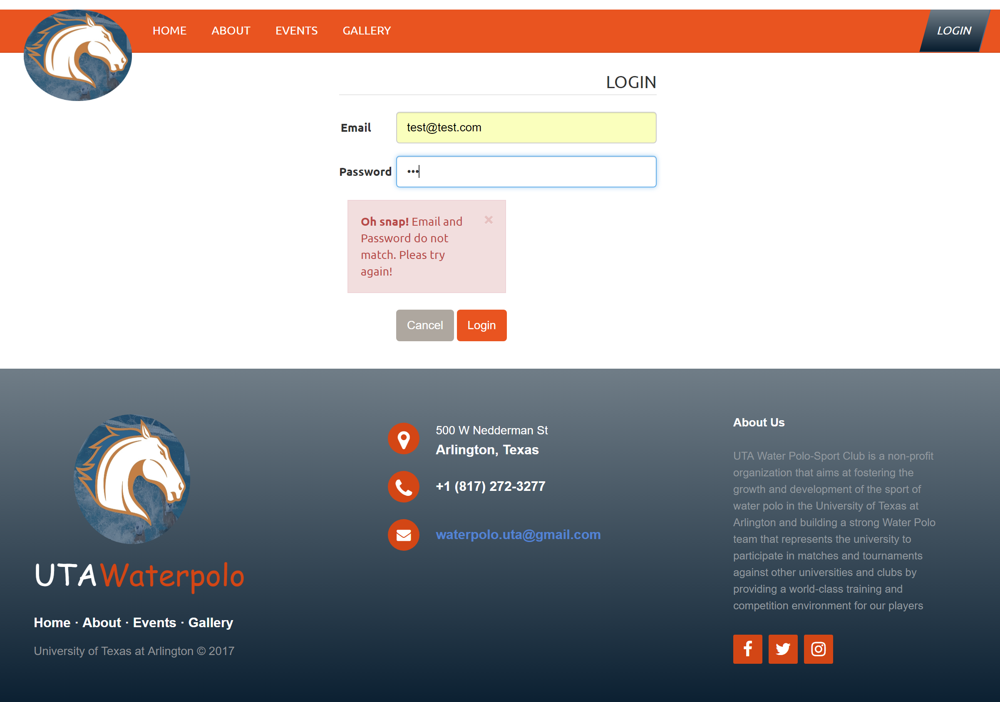 HOME ABOUT EVENTS GALLERY LOGIN
LOGIN
Email test@test.com
Password •••
Oh snap! Email and ×
Password do not
match. Pleas try
again!
Cancel Login
UTAWaterpolo
Home · About · Events · Gallery
University of Texas at Arlington © 2017
500 W Nedderman St
Arlington, Texas
+1 (817) 272-3277
waterpolo.uta@gmail.com
About Us
UTA Water Polo-Sport Club is a non-profit
organization that aims at fostering the
growth and development of the sport of
water polo in the University of Texas at
Arlington and building a strong Water Polo
team that represents the university to
participate in matches and tournaments
against other universities and clubs by
providing a world-class training and
competition environment for our players